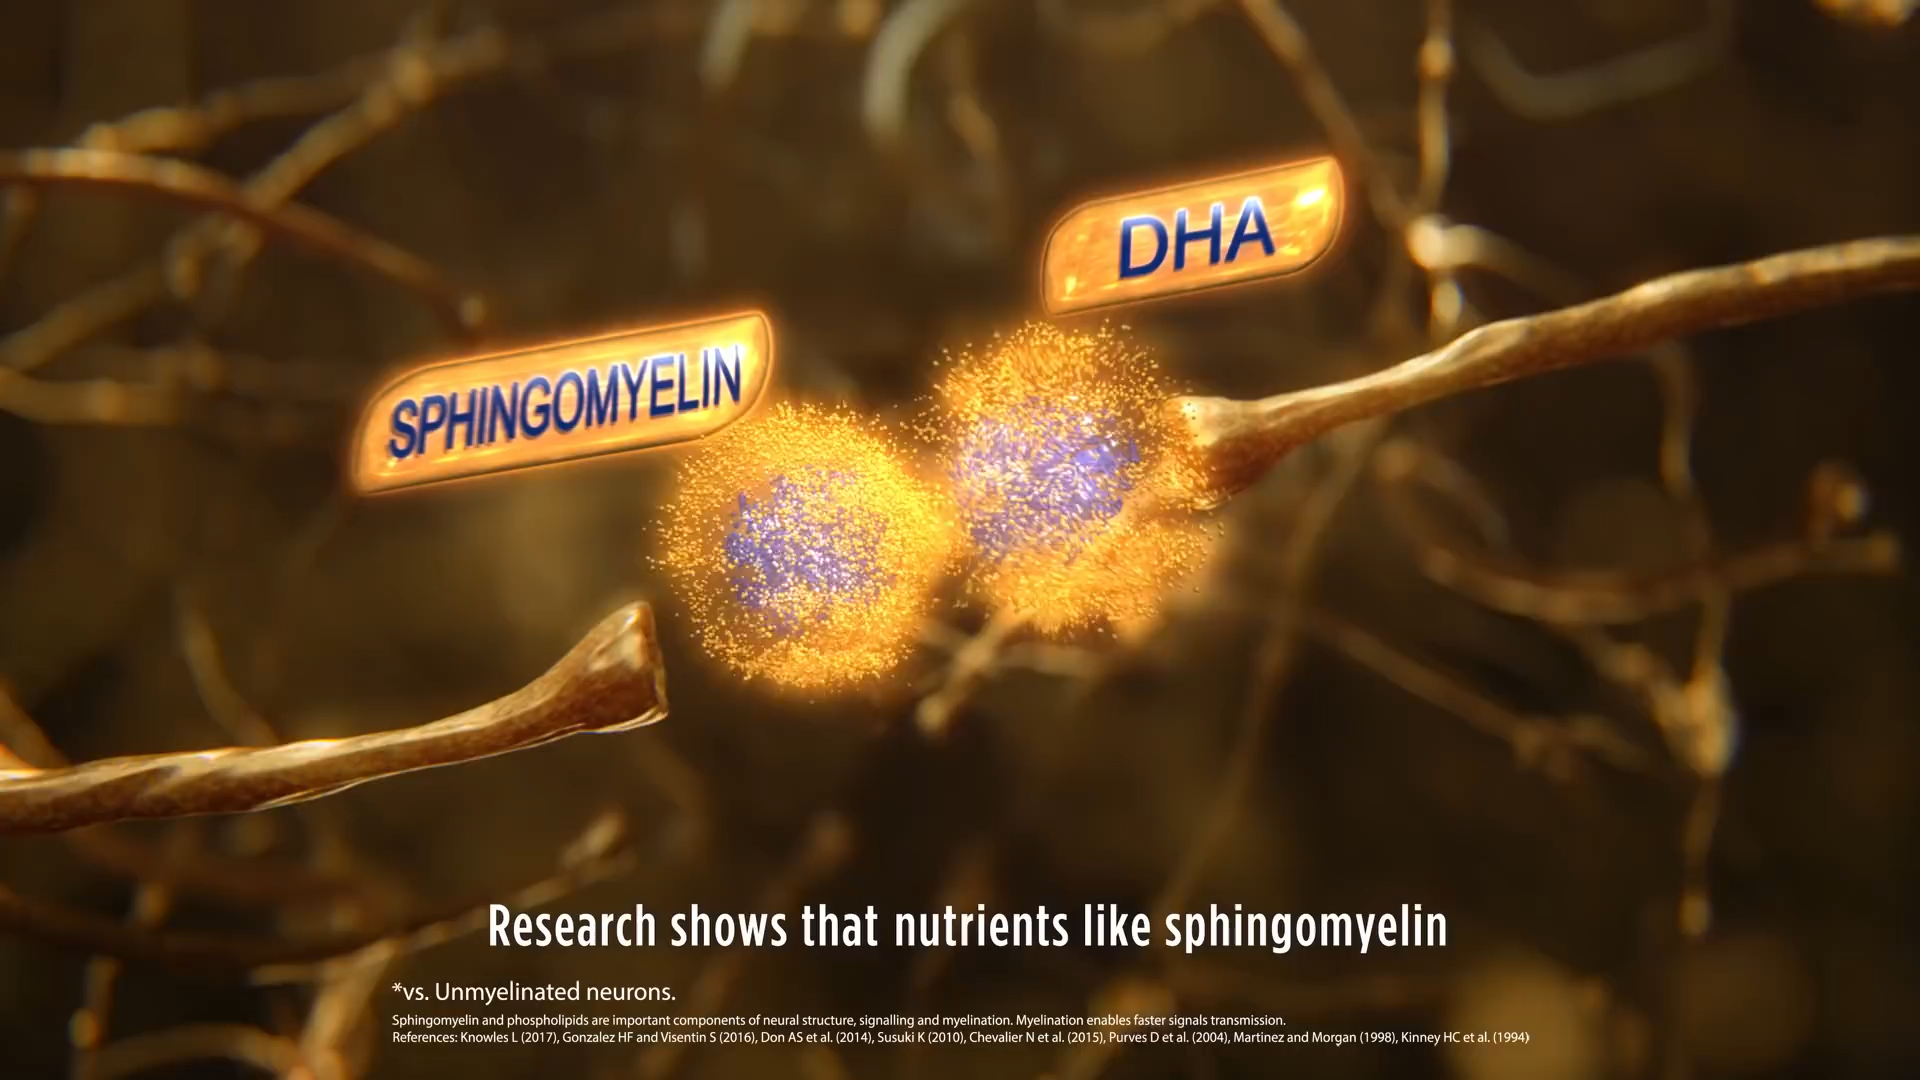 DHA
SPHINGOMYELIN
Research shows that nutrients like sphingomyelin
*vs. Unmyelinated neurons.
Sphingomyelin and phospholipids are important components of neural structure, signalling and myelination. Myelination enables faster signals transmission.
References: Knowles L (2017), Gonzalez HF and Visentin S (2016), Don AS et al. (2014), Susuki K (2010), Chevalier N et al. (2015), Purves D et al. (2004), Martinez and Morgan (1998), Kinney HC et al. (1994)